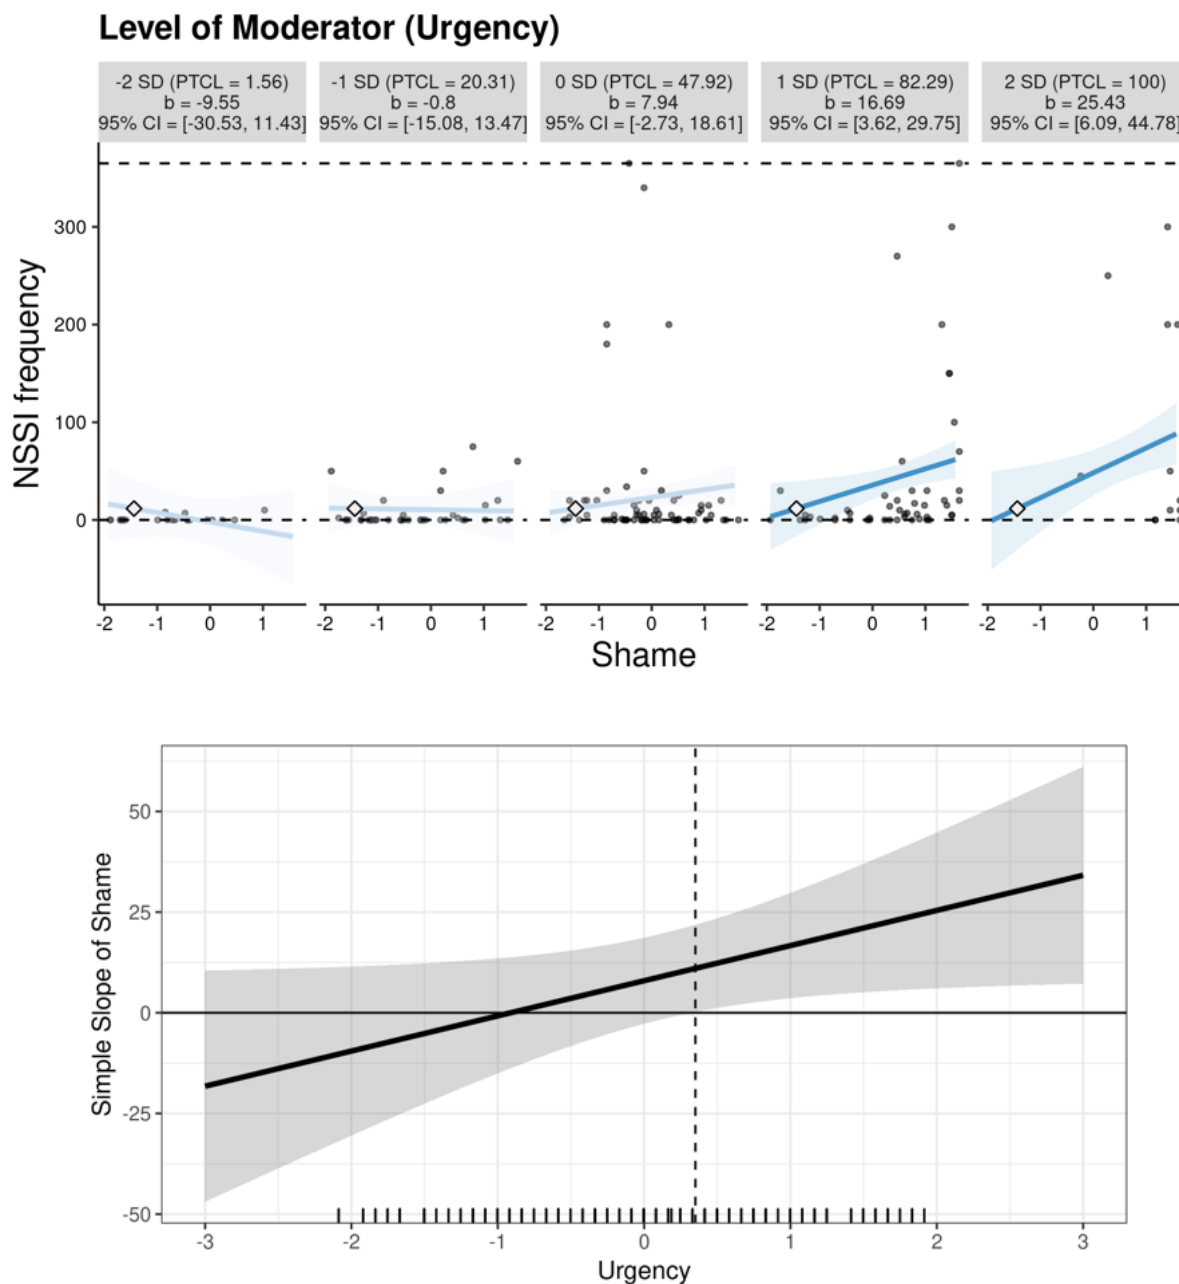 Level of Moderator (Urgency)
-2 SD (PTCL = 1.56)
b = -9.55
95% CI = [-30.53, 11.43]
-1 SD (PTCL = 20.31)
b = -0.8
95% CI = [-15.08, 13.47]
0 SD (PTCL = 47.92)
b = 7.94
95% CI = [-2.73, 18.61]
1 SD (PTCL = 82.29)
b = 16.69
95% CI = [3.62, 29.75]
2 SD (PTCL = 100)
b = 25.43
95% CI = [6.09, 44.78]
NSSI frequency
300
200
100
0
-2 -1 0 1 -2 -1 0 1 -2 -1 0 1 -2 -1 0 1 -2 -1 0 1
Shame
Simple Slope of Shame
50
25
0
-25
-50
-3 -2 -1 0 1 2 3
Urgency